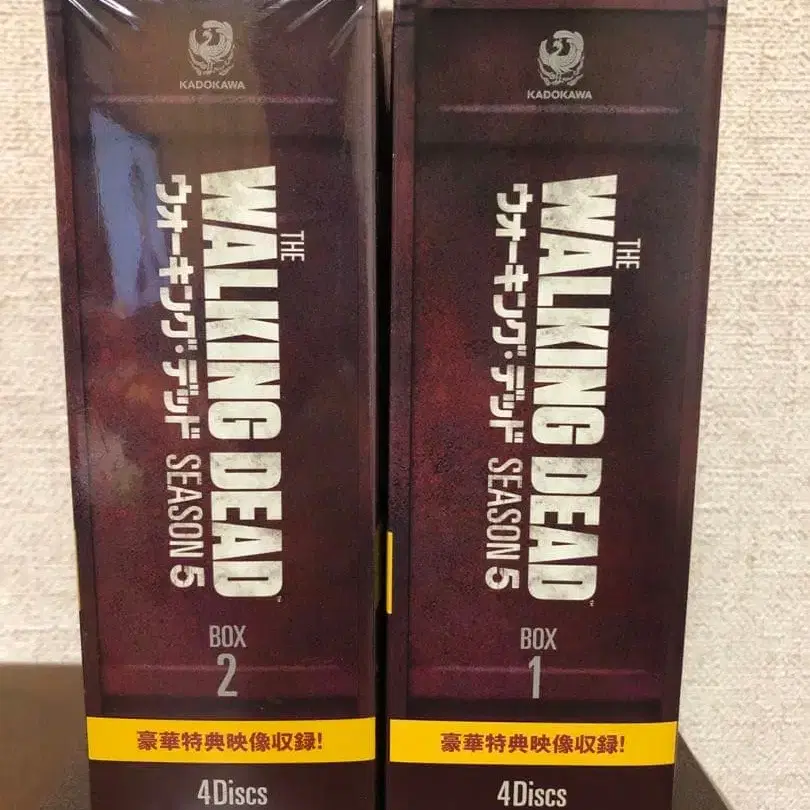 KADOKAWA
THE
WALKING DEAD™
ウォーキング・デッド SEASON 5
BOX
2
豪華特典映像収録!
4Discs
KADOKAWA
THE
WALKING DEAD™
ウォーキング・デッド SEASON 5
BOX
1
豪華特典映像収録!
4Discs